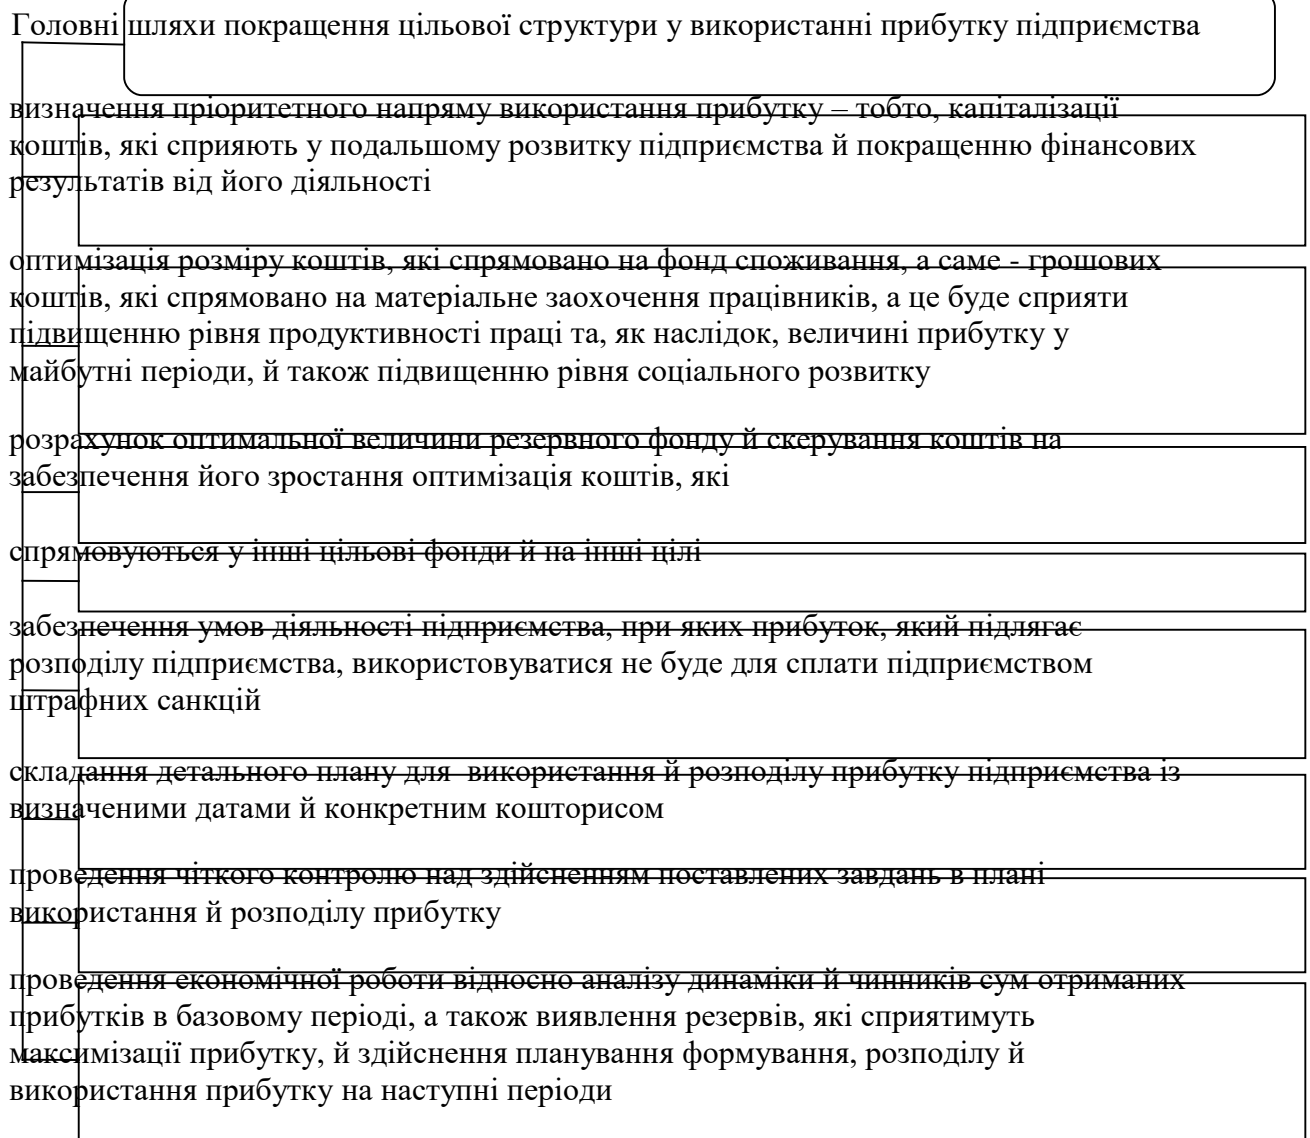 Головні шляхи покращення цільової структури у використанні прибутку підприємства
визначення пріоритетного напряму використання прибутку – тобто, капіталізації
коштів, які сприяють у подальшому розвитку підприємства й покращенню фінансових
результатів від його діяльності
оптимізація розміру коштів, які спрямовано на фонд споживання, а саме - грошових
коштів, які спрямовано на матеріальне заохочення працівників, а це буде сприяти
підвищенню рівня продуктивності праці та, як наслідок, величині прибутку у
майбутні періоди, й також підвищенню рівня соціального розвитку
розрахунок оптимальної величини резервного фонду й скерування коштів на
забезпечення його зростання оптимізація коштів, які
спрямовуються у інші цільові фонди й на інші цілі
забезпечення умов діяльності підприємства, при яких прибуток, який підлягає
розподілу підприємства, використовуватися не буде для сплати підприємством
штрафних санкцій
складання детального плану для  використання й розподілу прибутку підприємства із
визначеними датами й конкретним кошторисом
проведення чіткого контролю над здійсненням поставлених завдань в плані
використання й розподілу прибутку
проведення економічної роботи відносно аналізу динаміки й чинників сум отриманих
прибутків в базовому періоді, а також виявлення резервів, які сприятимуть
максимізації прибутку, й здійснення планування формування, розподілу й
використання прибутку на наступні періоди